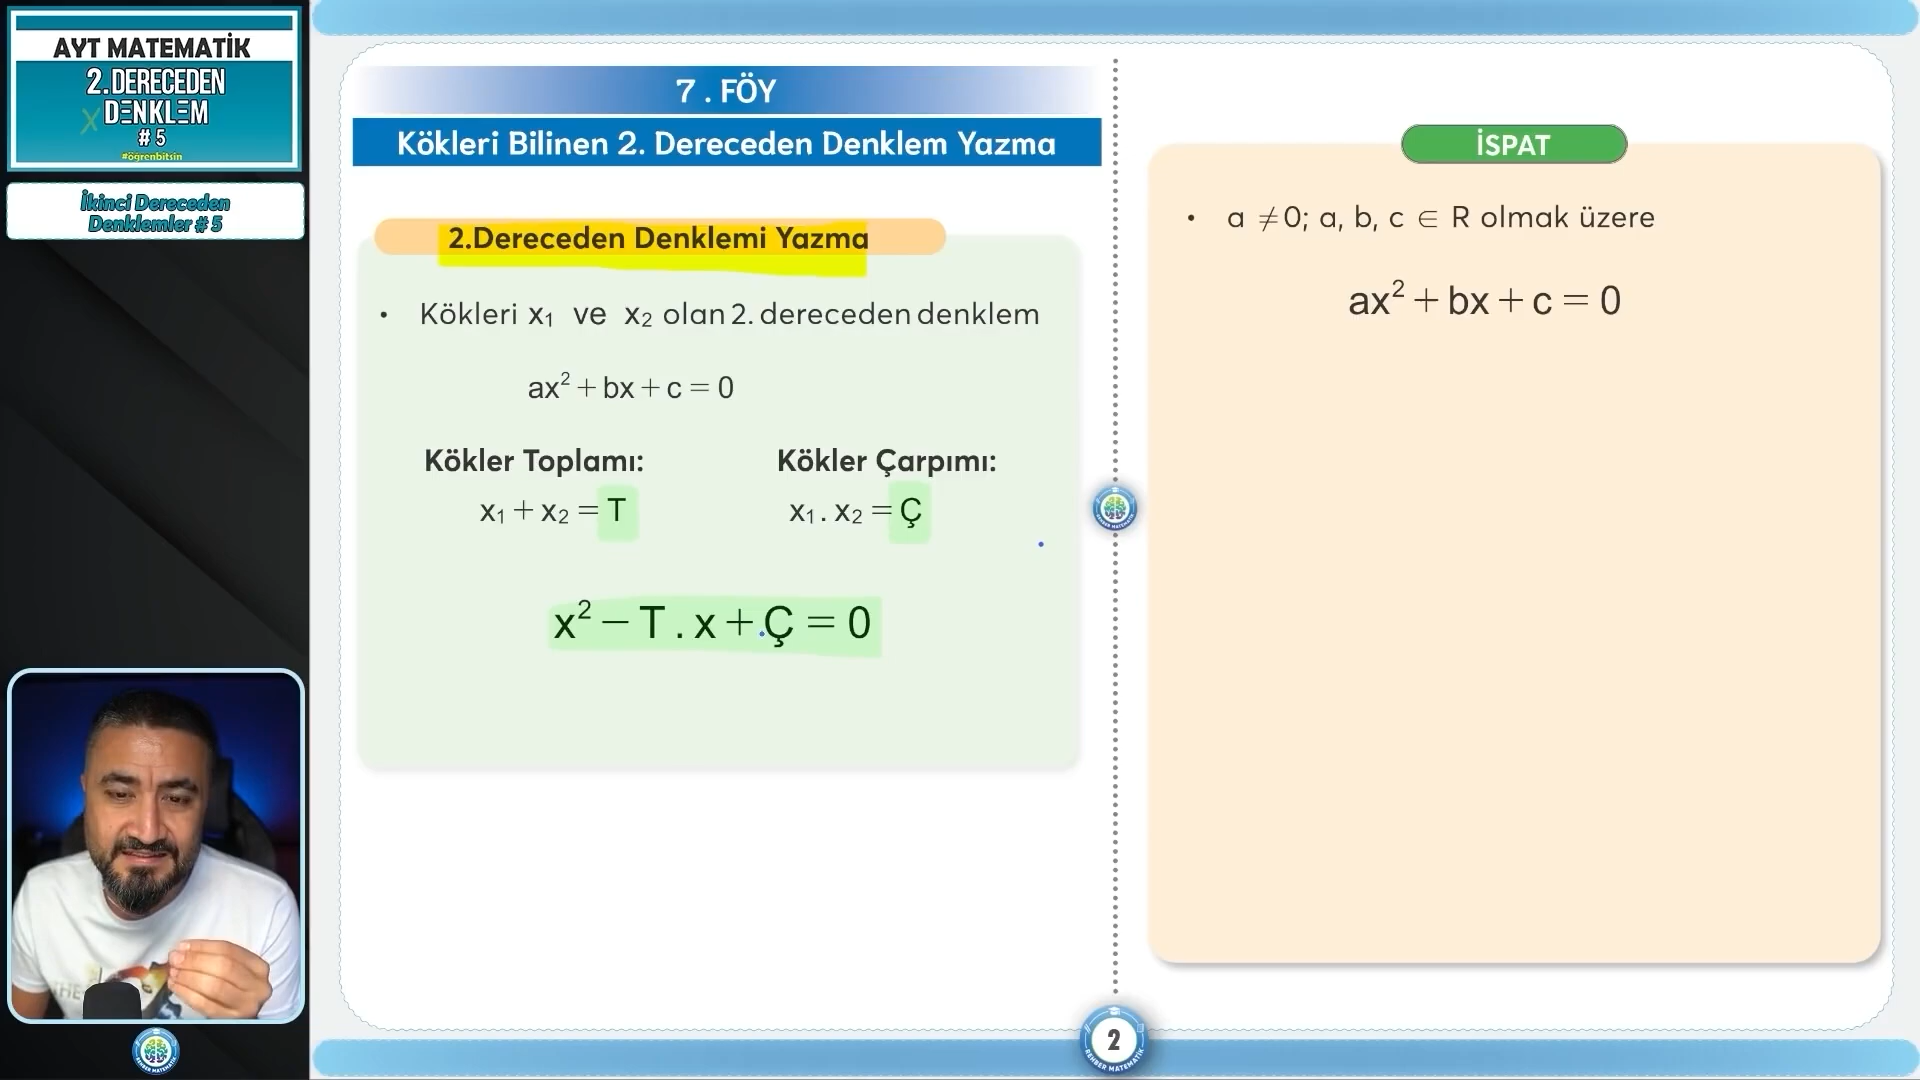 AYT MATEMATİK
2.DERECEDEN
DENKLEM
# 5
#öğrenbitsin
İkinci Dereceden
Denklemler # 5
7 . FÖY
Kökleri Bilinen 2. Dereceden Denklem Yazma
2.Dereceden Denklemi Yazma
• Kökleri x₁ ve x₂ olan 2. dereceden denklem
ax² + bx + c = 0
Kökler Toplamı: Kökler Çarpımı:
x₁ + x₂ = T x₁ . x₂ = Ç
x² − T . x + Ç = 0
İSPAT
• a ≠ 0; a, b, c ∈ R olmak üzere
ax² + bx + c = 0
2
REHBER MATEMATİK